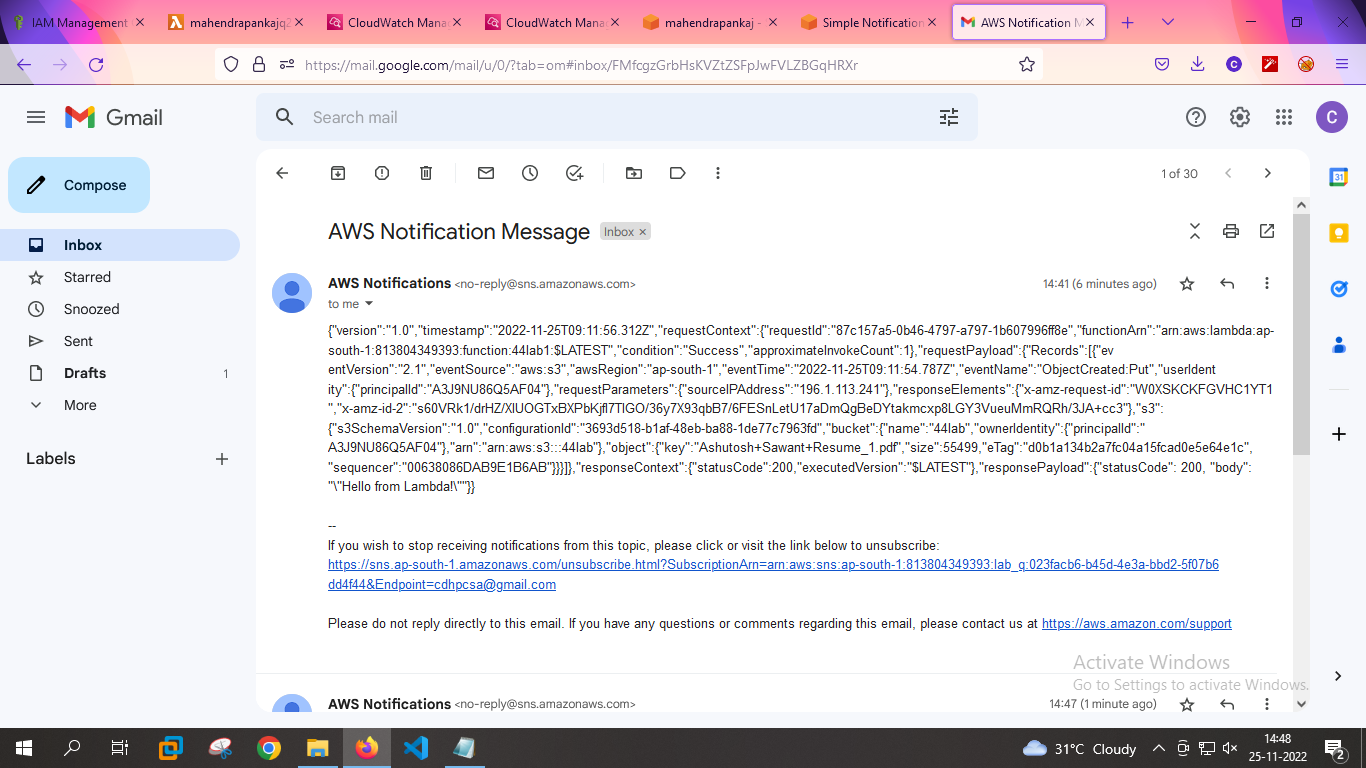 IAM Management
mahendrapankajq2
CloudWatch Mana
CloudWatch Mana
mahendrapankaj -
Simple Notification
AWS Notification M
https://mail.google.com/mail/u/0/?tab=om#inbox/FMfcgzGrbHsKVZtZSFpJwFVLZBGqHRXr
C
Gmail
Search mail
C
Compose
1 of 30
31
Inbox
Starred
Snoozed
Sent
Drafts 1
More
Labels
AWS Notification Message Inbox ×
AWS Notifications <no-reply@sns.amazonaws.com> 14:41 (6 minutes ago)
to me
{"version":"1.0","timestamp":"2022-11-25T09:11:56.312Z","requestContext":{"requestId":"87c157a5-0b46-4797-a797-1b607996ff8e","functionArn":"arn:aws:lambda:ap-
south-1:813804349393:function:44lab1:$LATEST","condition":"Success","approximateInvokeCount":1},"requestPayload":{"Records":[{"ev
entVersion":"2.1","eventSource":"aws:s3","awsRegion":"ap-south-1","eventTime":"2022-11-25T09:11:54.787Z","eventName":"ObjectCreated:Put","userIdent
ity":{"principalId":"A3J9NU86Q5AF04"},"requestParameters":{"sourceIPAddress":"196.1.113.241"},"responseElements":{"x-amz-request-id":"W0XSKCKFGVHC1YT1
","x-amz-id-2":"s60VRk1/drHZ/XlUOGTxBXPbKjfl7TlGO/36y7X93qbB7/6FESnLetU17aDmQgBeDYtakmcxp8LGY3VueuMmRQRh/3JA+cc3"},"s3":
{"s3SchemaVersion":"1.0","configurationId":"3693d518-b1af-48eb-ba88-1de77c7963fd","bucket":{"name":"44lab","ownerIdentity":{"principalId":"
A3J9NU86Q5AF04"},"arn":"arn:aws:s3:::44lab"},"object":{"key":"Ashutosh+Sawant+Resume_1.pdf","size":55499,"eTag":"d0b1a134b2a7fc04a15fcad0e5e64e1c",
"sequencer":"00638086DAB9E1B6AB"}}}]},"responseContext":{"statusCode":200,"executedVersion":"$LATEST"},"responsePayload":{"statusCode": 200, "body":
"\"Hello from Lambda!\""}}
--
If you wish to stop receiving notifications from this topic, please click or visit the link below to unsubscribe:
https://sns.ap-south-1.amazonaws.com/unsubscribe.html?SubscriptionArn=arn:aws:sns:ap-south-1:813804349393:lab_q:023facb6-b45d-4e3a-bbd2-5f07b6
dd4f44&Endpoint=cdhpcsa@gmail.com
Please do not reply directly to this email. If you have any questions or comments regarding this email, please contact us at https://aws.amazon.com/support
Activate Windows
Go to Settings to activate Windows.
AWS Notifications <no-reply@sns.amazonaws.com> 14:47 (1 minute ago)
31°C Cloudy
14:48
25-11-2022
2